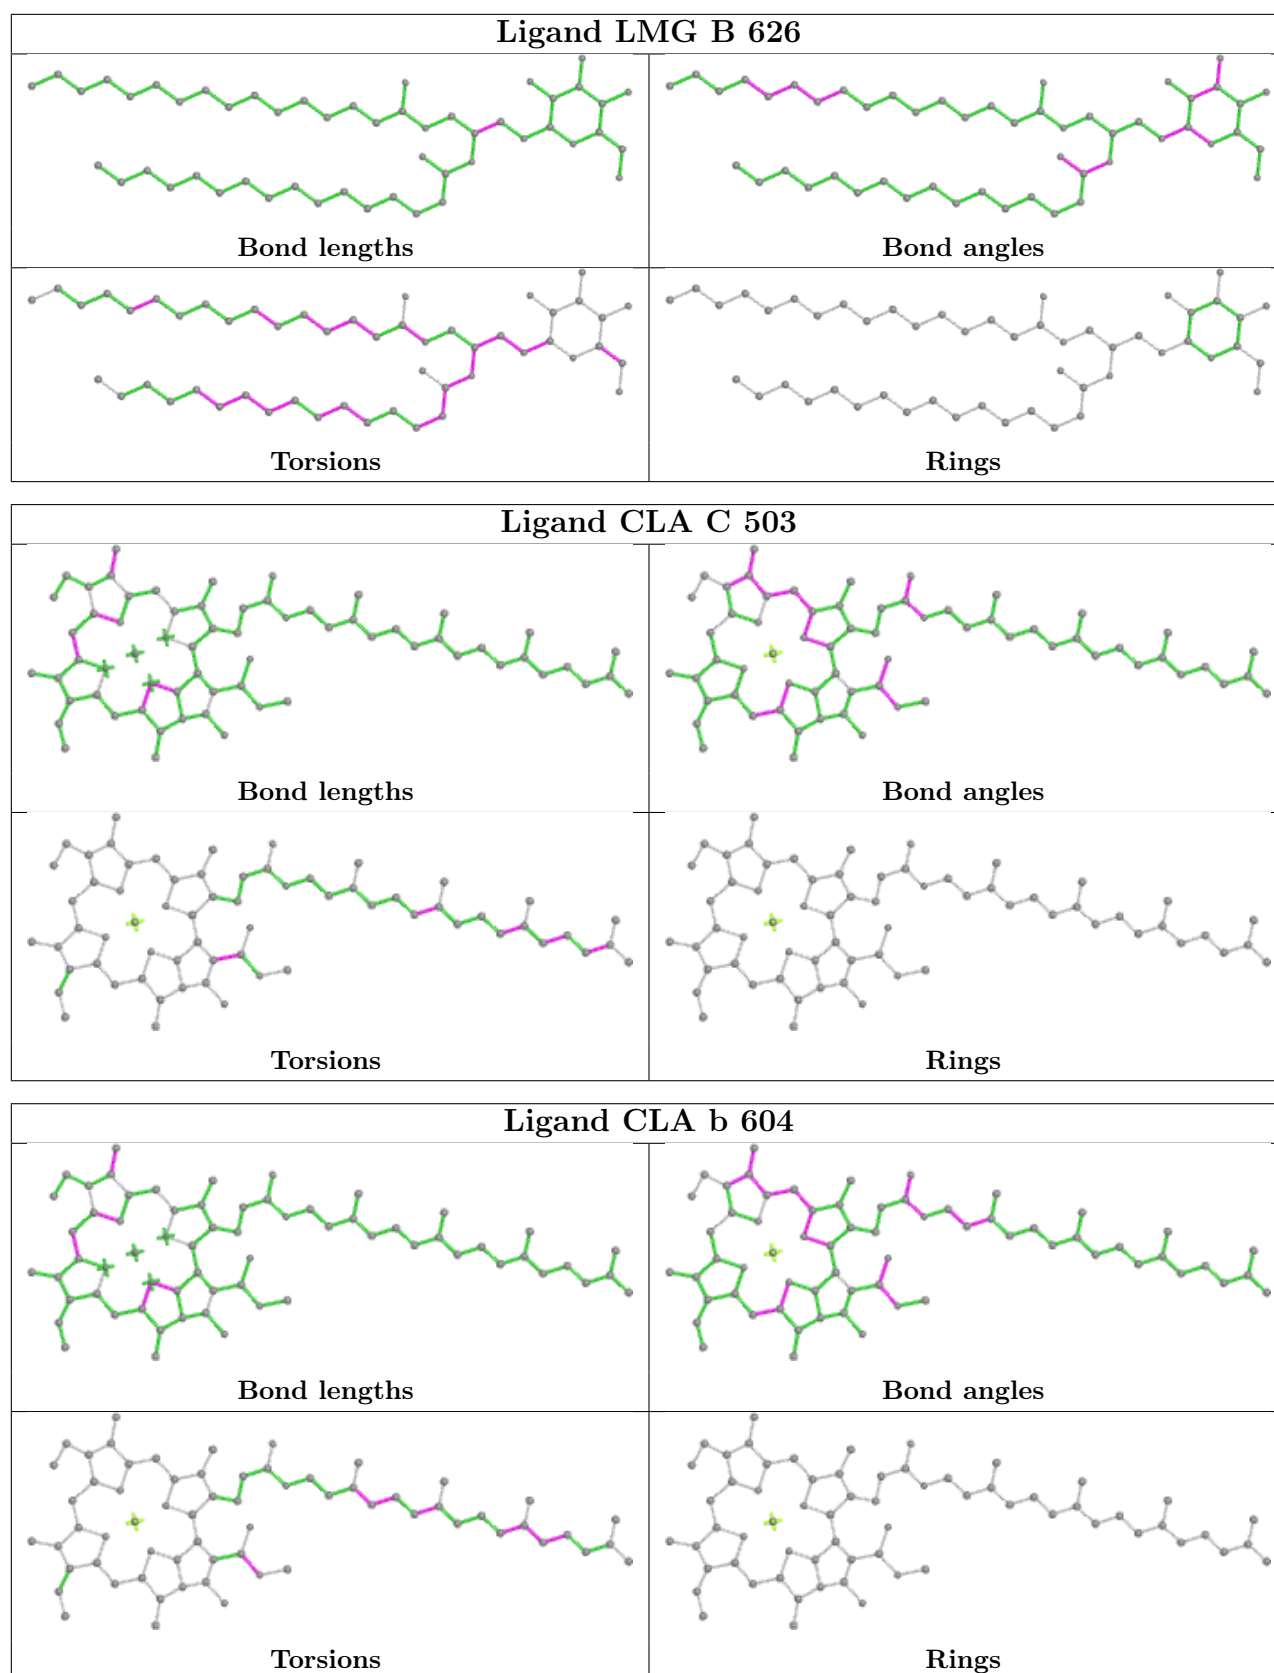 Ligand LMG B 626
Bond lengths
Bond angles
Torsions
Rings
Ligand CLA C 503
Bond lengths
Bond angles
Torsions
Rings
Ligand CLA b 604
Bond lengths
Bond angles
Torsions
Rings